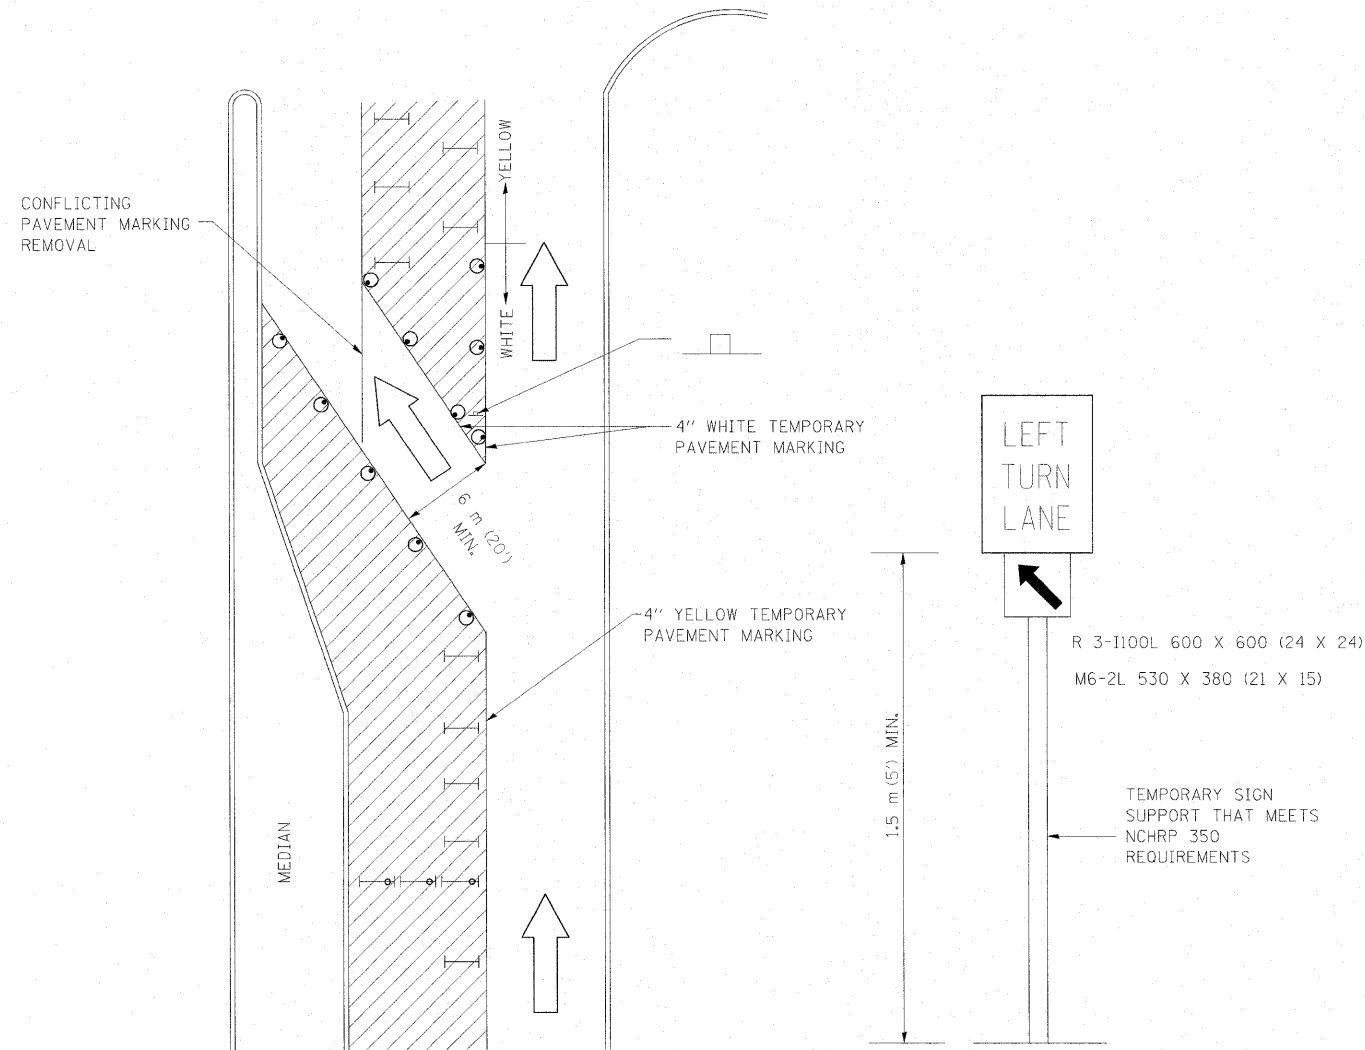 CONFLICTING
PAVEMENT MARKING
REMOVAL
YELLOW
WHITE
4" WHITE TEMPORARY
PAVEMENT MARKING
6 m (20')
MIN.
4" YELLOW TEMPORARY
PAVEMENT MARKING
MEDIAN
LEFT
TURN
LANE
R 3-I100L 600 X 600 (24 X 24)
M6-2L 530 X 380 (21 X 15)
1.5 m (5') MIN.
TEMPORARY SIGN
SUPPORT THAT MEETS
NCHRP 350
REQUIREMENTS